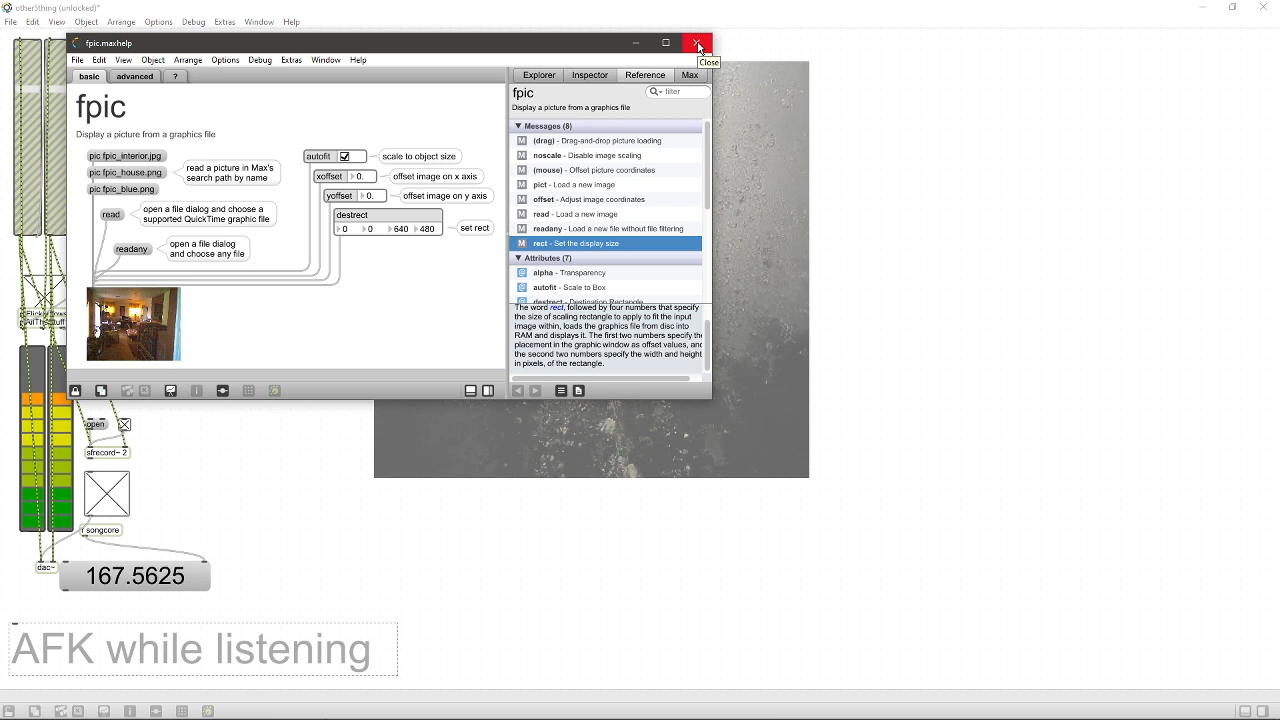 other5thing (unlocked)*
File Edit View Object Arrange Options Debug Extras Window Help
fpic.maxhelp
Close
File Edit View Object Arrange Options Debug Extras Window Help
basic advanced ?
Explorer Inspector Reference Max
fpic
Display a picture from a graphics file
pic fpic_interior.jpg
pic fpic_house.png
pic fpic_blue.png
read a picture in Max's
search path by name
read
open a file dialog and choose a
supported QuickTime graphic file
readany
open a file dialog
and choose any file
autofit
scale to object size
xoffset 0.
offset image on x axis
yoffset 0.
offset image on y axis
destrect
0 0 640 480
set rect
fpic
filter
Display a picture from a graphics file
Messages (8)
M (drag) - Drag-and-drop picture loading
M noscale - Disable image scaling
M (mouse) - Offset picture coordinates
M pict - Load a new image
M offset - Adjust image coordinates
M read - Load a new image
M readany - Load a new file without file filtering
M rect - Set the display size
Attributes (7)
@ alpha - Transparency
@ autofit - Scale to Box
destrect - Destination Rectangle
The word rect, followed by four numbers that specify
the size of scaling rectangle to apply to fit the input
image within, loads the graphics file from disc into
RAM and displays it. The first two numbers specify the
placement in the graphic window as offset values, and
the second two numbers specify the width and height
in pixels, of the rectangle.
open
sfrecord~ 2
r songcore
dac~
167.5625
AFK while listening